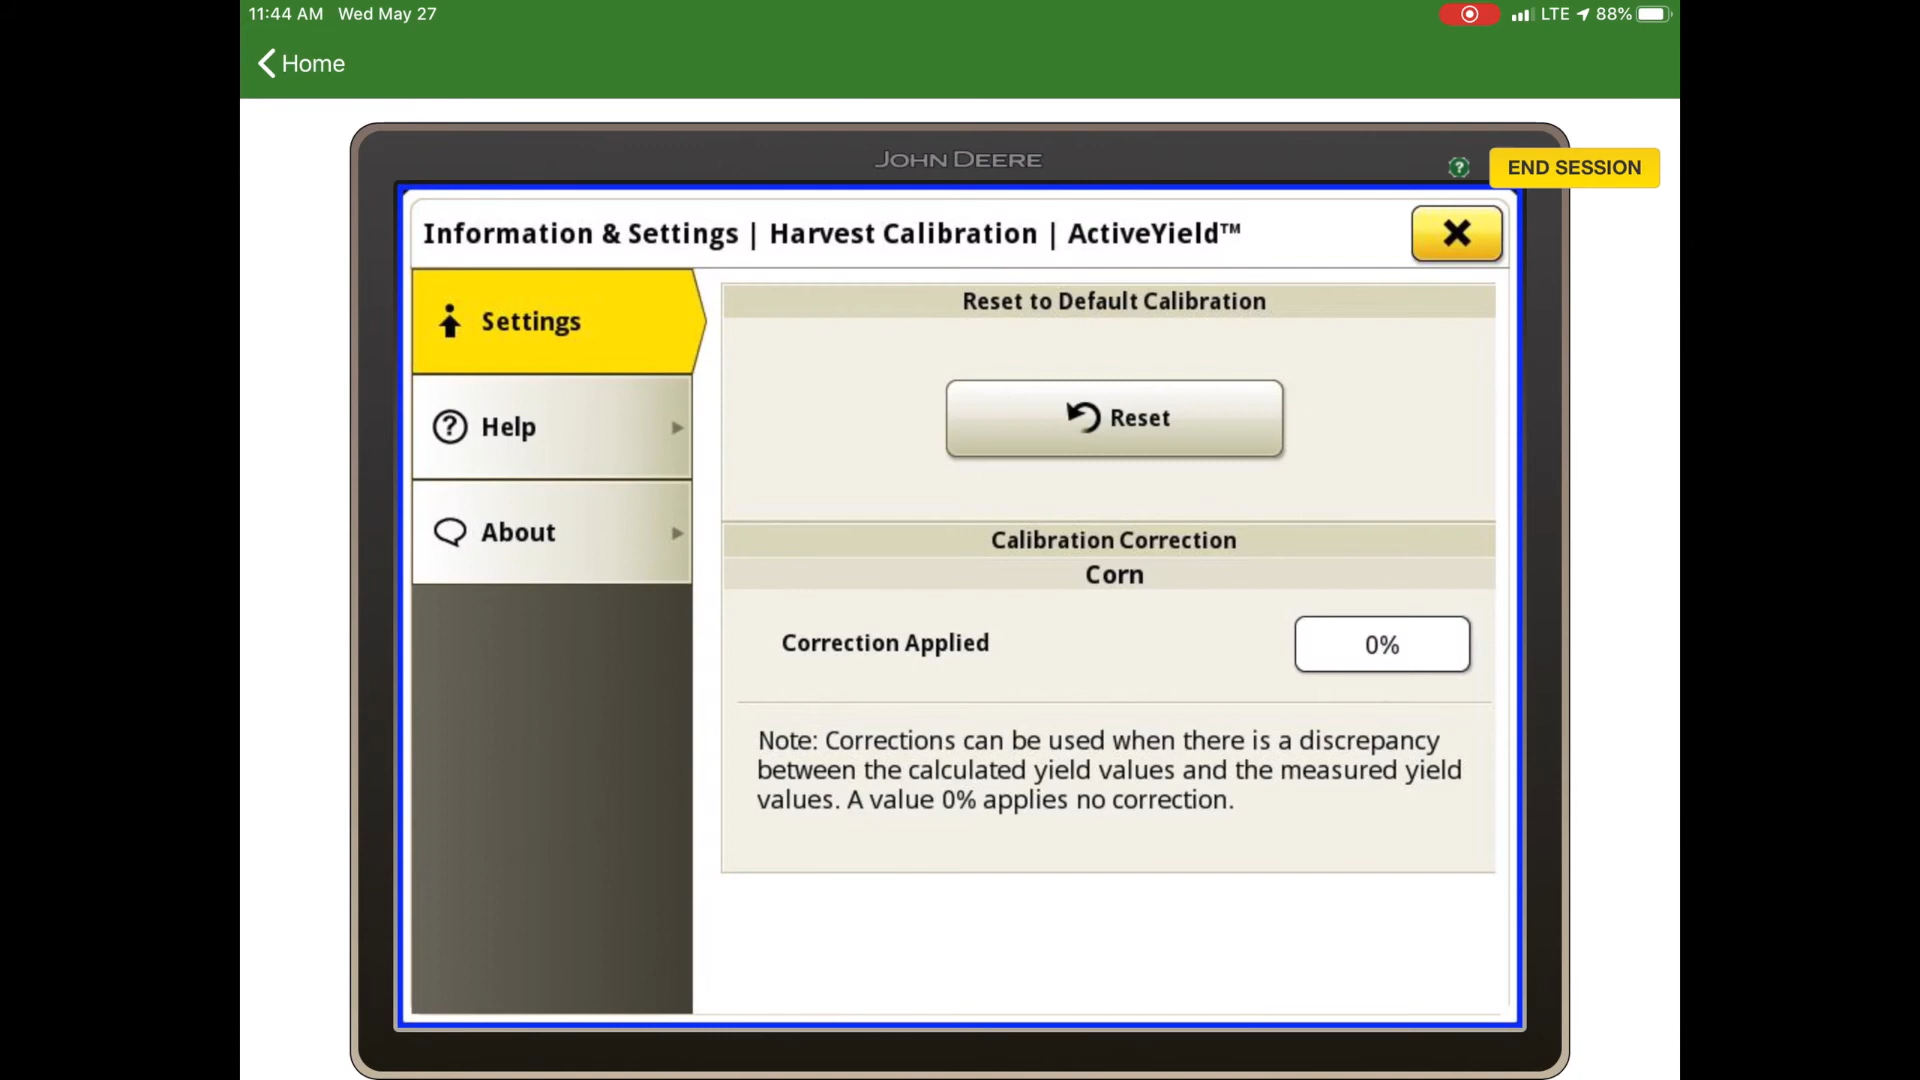 11:44 AM Wed May 27
LTE 88%
Home
JOHN DEERE
?
END SESSION
Information & Settings | Harvest Calibration | ActiveYield™
Settings
Help
About
Reset to Default Calibration
Reset
Calibration Correction
Corn
Correction Applied
0%
Note: Corrections can be used when there is a discrepancy
between the calculated yield values and the measured yield
values. A value 0% applies no correction.